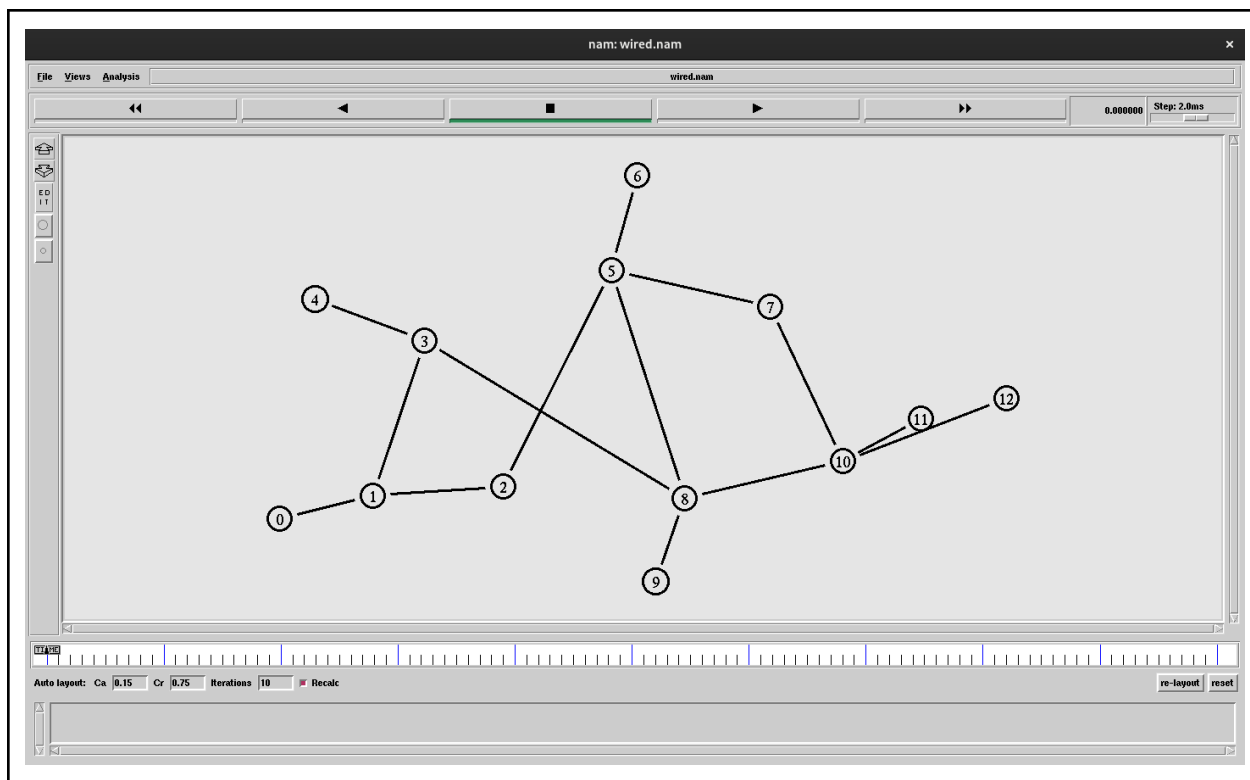 nam: wired.nam
×
File Views Analysis wired.nam
0.000000 Step: 2.0ms
ED
IT
6
5
4
7
3
12
11
10
2
1
8
0
9
TIME
Auto layout: Ca 0.15 Cr 0.75 Iterations 10 Recalc re-layout reset